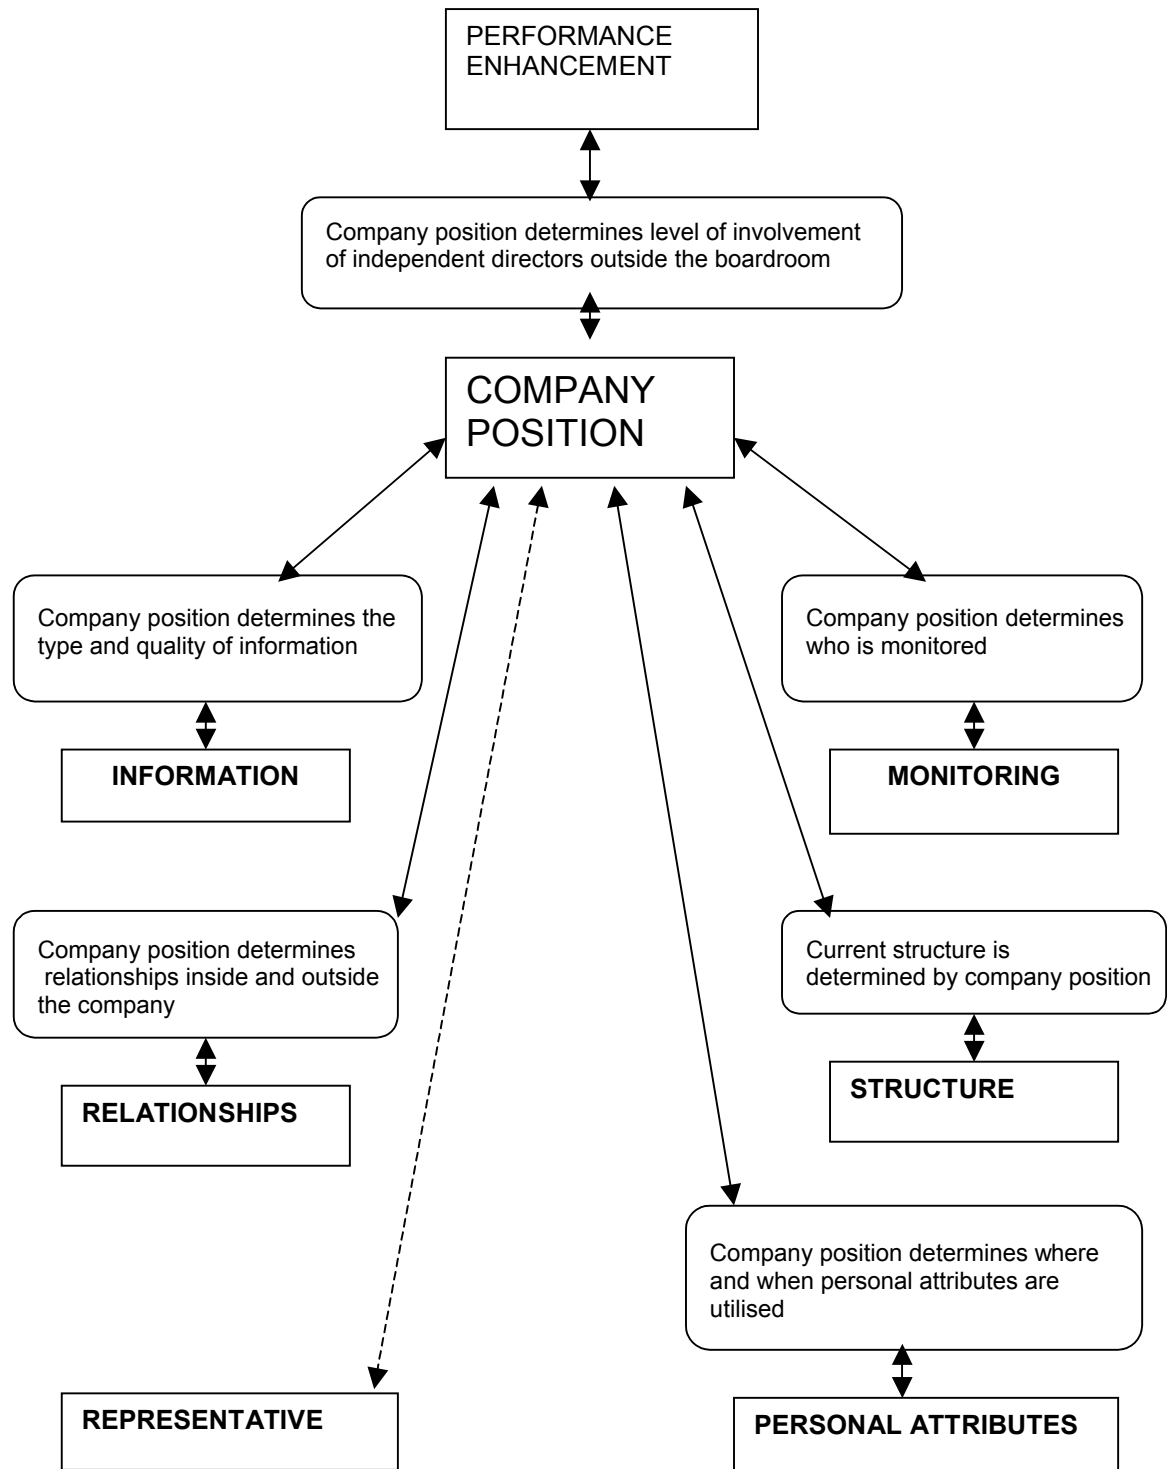 PERFORMANCE
ENHANCEMENT
Company position determines level of involvement
of independent directors outside the boardroom
COMPANY
POSITION
Company position determines the
type and quality of information
Company position determines
who is monitored
INFORMATION
MONITORING
Company position determines
relationships inside and outside
the company
Current structure is
determined by company position
RELATIONSHIPS
STRUCTURE
Company position determines where
and when personal attributes are
utilised
REPRESENTATIVE
PERSONAL ATTRIBUTES